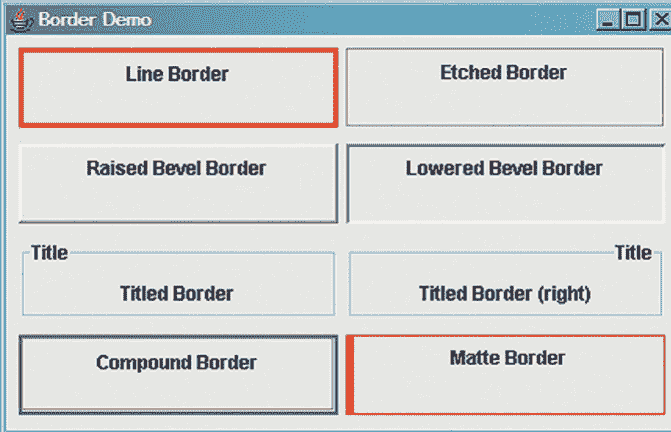 Border Demo
Line Border
Etched Border
Raised Bevel Border
Lowered Bevel Border
Title
Title
Titled Border
Titled Border (right)
Compound Border
Matte Border